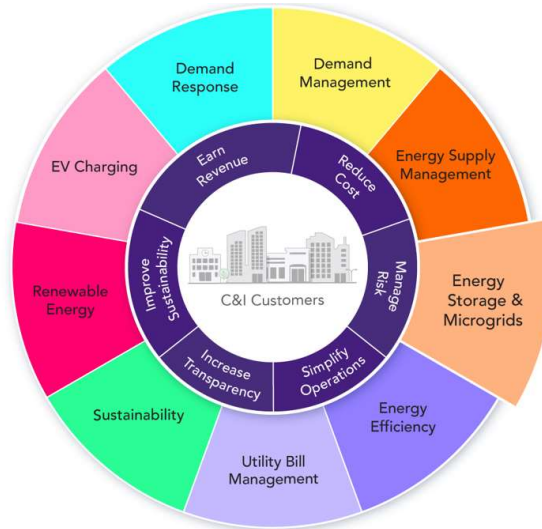 Demand
Response
Demand
Management
EV Charging
Energy Supply
Management
Earn
Revenue
Reduce
Cost
Renewable
Energy
Improve
Sustainability
C&I Customers
Manage
Risk
Energy
Storage &
Microgrids
Increase
Transparency
Simplify
Operations
Sustainability
Energy
Efficiency
Utility Bill
Management